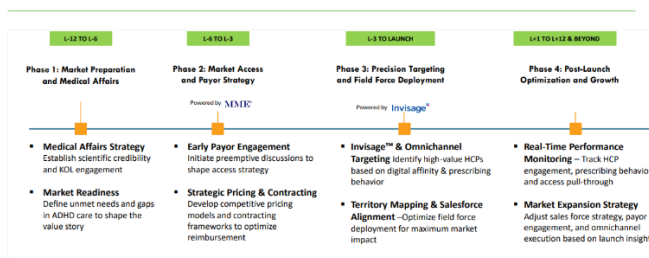 L-12 TO L-6
L-6 TO L-3
L-3 TO LAUNCH
L+1 TO L+12 & BEYOND
Phase 1: Market Preparation
and Medical Affairs
Phase 2: Market Access
and Payor Strategy
Phase 3: Precision Targeting
and Field Force Deployment
Phase 4: Post-Launch
Optimization and Growth
Powered by MME
Powered by Invisage
▪ Medical Affairs Strategy
Establish scientific credibility
and KOL engagement
▪ Market Readiness
Define unmet needs and gaps
in ADHD care to shape the
value story
▪ Early Payor Engagement
Initiate preemptive discussions to
shape access strategy
▪ Strategic Pricing & Contracting
Develop competitive pricing
models and contracting
frameworks to optimize
reimbursement
▪ Invisage™ & Omnichannel
Targeting Identify high-value HCPs
based on digital affinity & prescribing
behavior
▪ Territory Mapping & Salesforce
Alignment –Optimize field force
deployment for maximum market
impact
▪ Real-Time Performance
Monitoring – Track HCP
engagement, prescribing behavio
and access pull-through
▪ Market Expansion Strategy
Adjust sales force strategy, payor
engagement, and omnichannel
execution based on launch insight